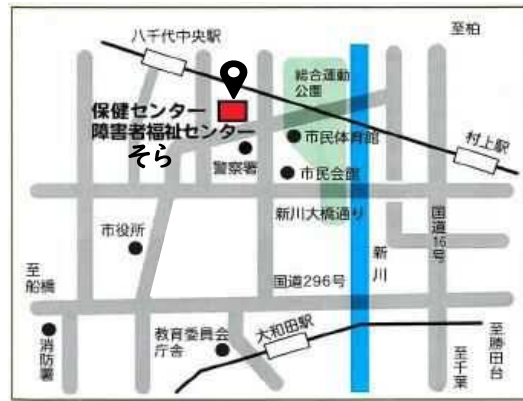 八千代中央駅
至柏
総合運動
公園
保健センター
障害者福祉センター
そら
市民体育館
村上駅
警察署
市民会館
新川大橋通り
市役所
国道16号
新川
至船橋
国道296号
大和田駅
教育委員会
庁舎
消防署
至千葉
至勝田台